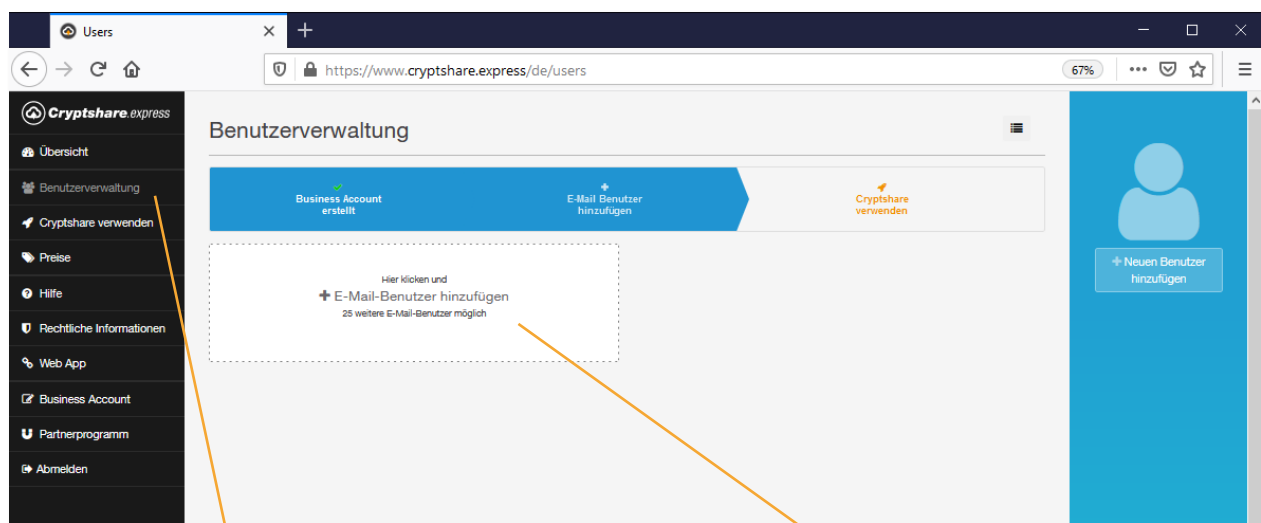 Users
https://www.cryptshare.express/de/users
67%
Cryptshare.express
Übersicht
Benutzerverwaltung
Cryptshare verwenden
Preise
Hilfe
Rechtliche Informationen
Web App
Business Account
Partnerprogramm
Abmelden
Benutzerverwaltung
Business Account
erstellt
E-Mail Benutzer
hinzufügen
Cryptshare
verwenden
Hier klicken und
E-Mail-Benutzer hinzufügen
25 weitere E-Mail-Benutzer möglich
Neuen Benutzer
hinzufügen